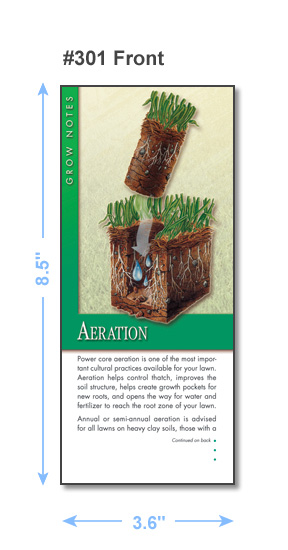 #301 Front
GROW NOTES
8.5"
AERATION
Power core aeration is one of the most impor-
tant cultural practices available for your lawn.
Aeration helps control thatch, improves the
soil structure, helps create growth pockets for
new roots, and opens the way for water and
fertilizer to reach the root zone of your lawn.
Annual or semi-annual aeration is advised
for all lawns on heavy clay soils, those with a
Continued on back
3.6"